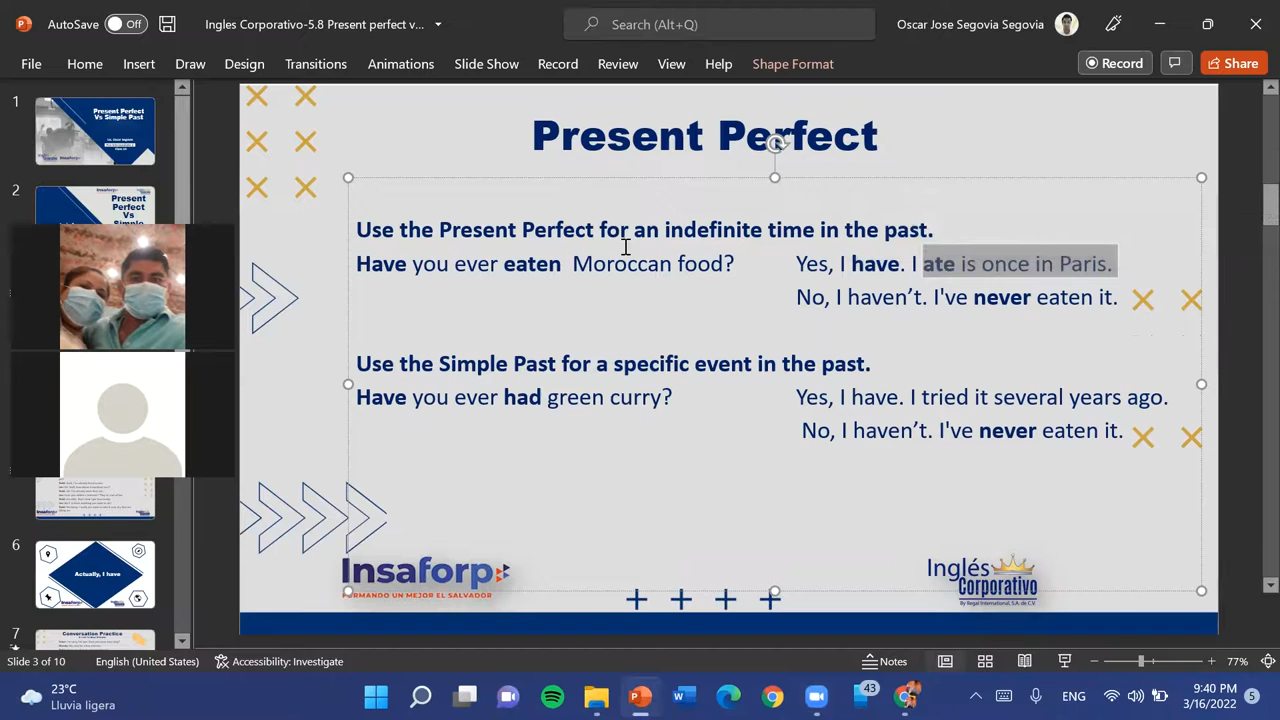 AutoSave Off Ingles Corporativo-5.8 Present perfect v... Search (Alt+Q) Oscar Jose Segovia Segovia
File Home Insert Draw Design Transitions Animations Slide Show Record Review View Help Shape Format Record Share
1
Present Perfect
Vs Simple Past
2
Present
Perfect
Vs
6
Actually, I have
7
Conversation Practice
Present Perfect
Use the Present Perfect for an indefinite time in the past.
Have you ever eaten Moroccan food? Yes, I have. I ate is once in Paris.
No, I haven’t. I've never eaten it.
Use the Simple Past for a specific event in the past.
Have you ever had green curry? Yes, I have. I tried it several years ago.
No, I haven’t. I've never eaten it.
Insaforp
FORMANDO UN MEJOR EL SALVADOR
Inglés
Corporativo
By Regal International, S.A. de C.V.
Slide 3 of 10 English (United States) Accessibility: Investigate Notes 77%
23°C
Lluvia ligera
43
ENG
9:40 PM
3/16/2022
5